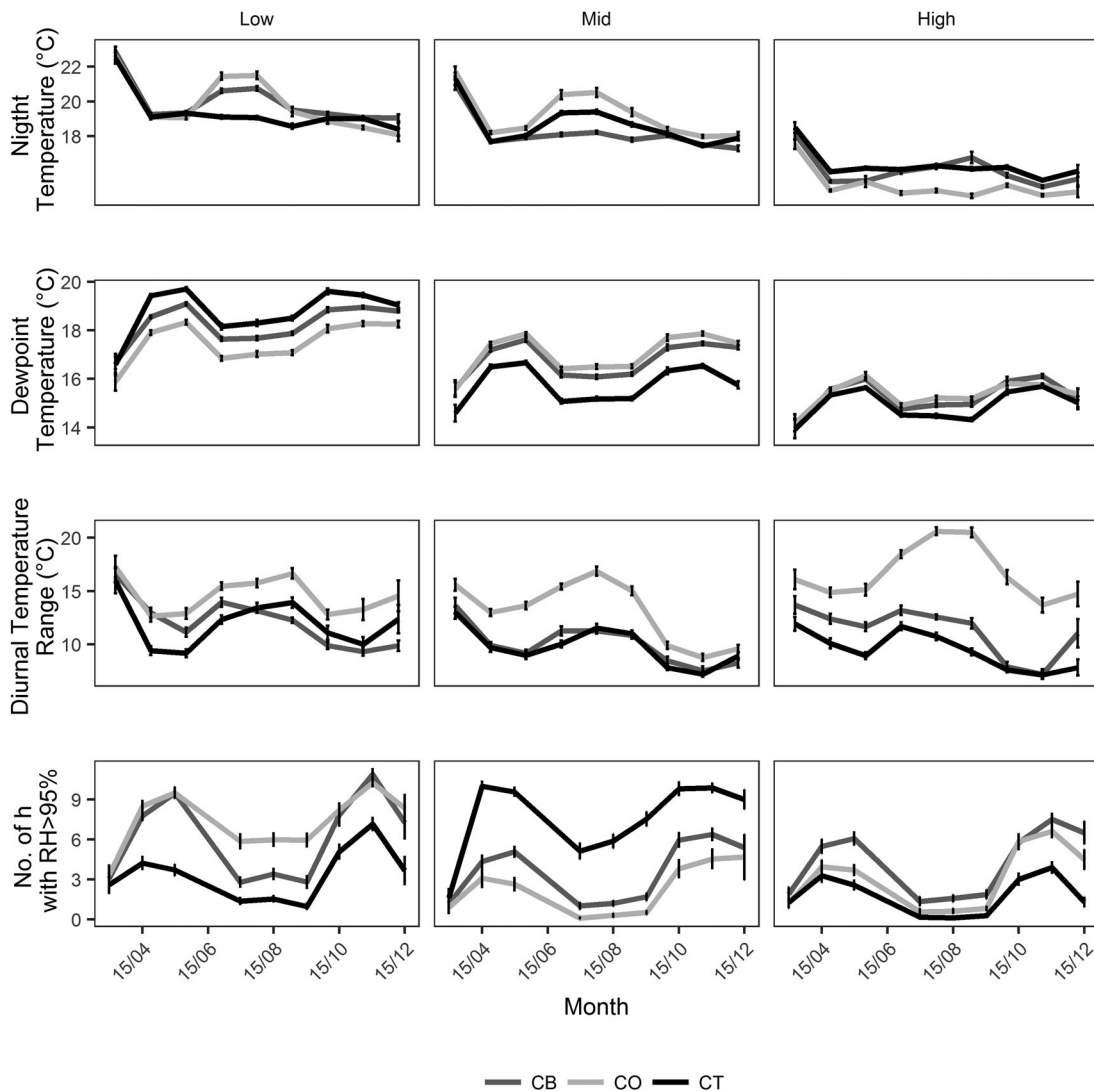 Low Mid High
Nigtht
Temperature (°C)
22
20
18
Dewpoint
Temperature (°C)
20
18
16
14
Diurnal Temperature
Range (°C)
20
15
10
No. of h
with RH>95%
9
6
3
0
15/04 15/06 15/08 15/10 15/12 15/04 15/06 15/08 15/10 15/12 15/04 15/06 15/08 15/10 15/12
Month
CB CO CT